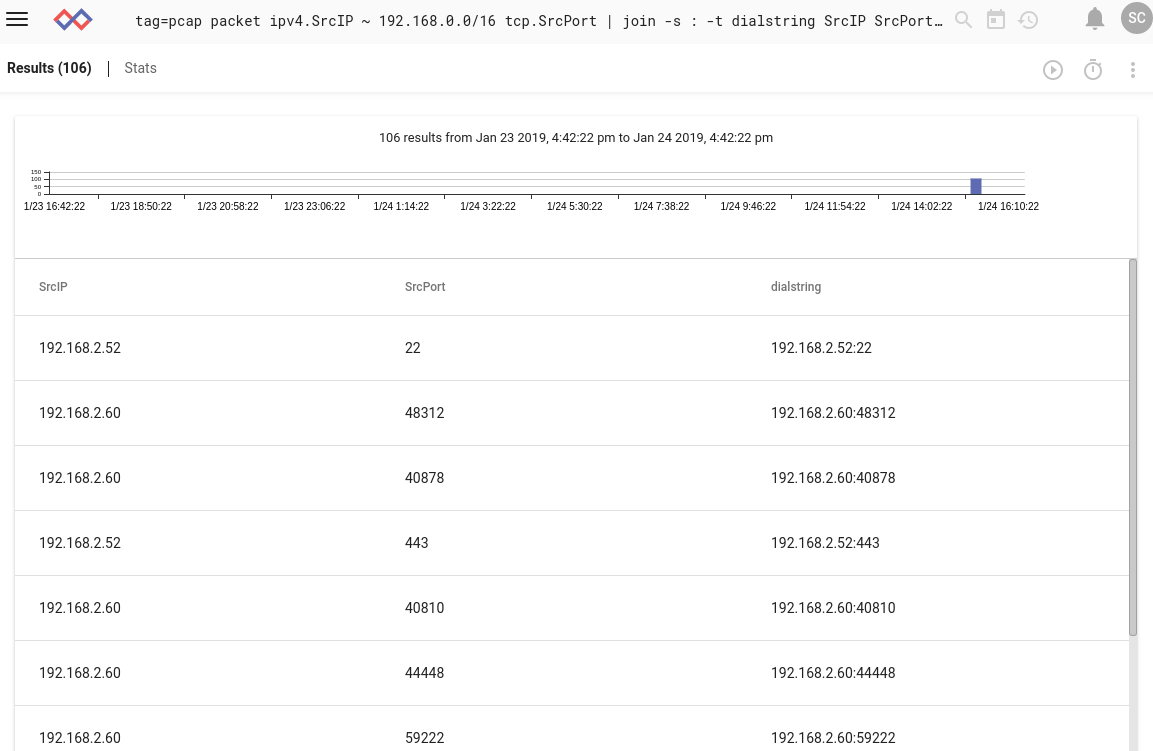 tag=pcap packet ipv4.SrcIP ~ 192.168.0.0/16 tcp.SrcPort | join -s : -t dialstring SrcIP SrcPort…
SC
Results (106) | Stats
106 results from Jan 23 2019, 4:42:22 pm to Jan 24 2019, 4:42:22 pm
150
100
50
0
1/23 16:42:22 1/23 18:50:22 1/23 20:58:22 1/23 23:06:22 1/24 1:14:22 1/24 3:22:22 1/24 5:30:22 1/24 7:38:22 1/24 9:46:22 1/24 11:54:22 1/24 14:02:22 1/24 16:10:22
SrcIP SrcPort dialstring
192.168.2.52 22 192.168.2.52:22
192.168.2.60 48312 192.168.2.60:48312
192.168.2.60 40878 192.168.2.60:40878
192.168.2.52 443 192.168.2.52:443
192.168.2.60 40810 192.168.2.60:40810
192.168.2.60 44448 192.168.2.60:44448
192.168.2.60 59222 192.168.2.60:59222